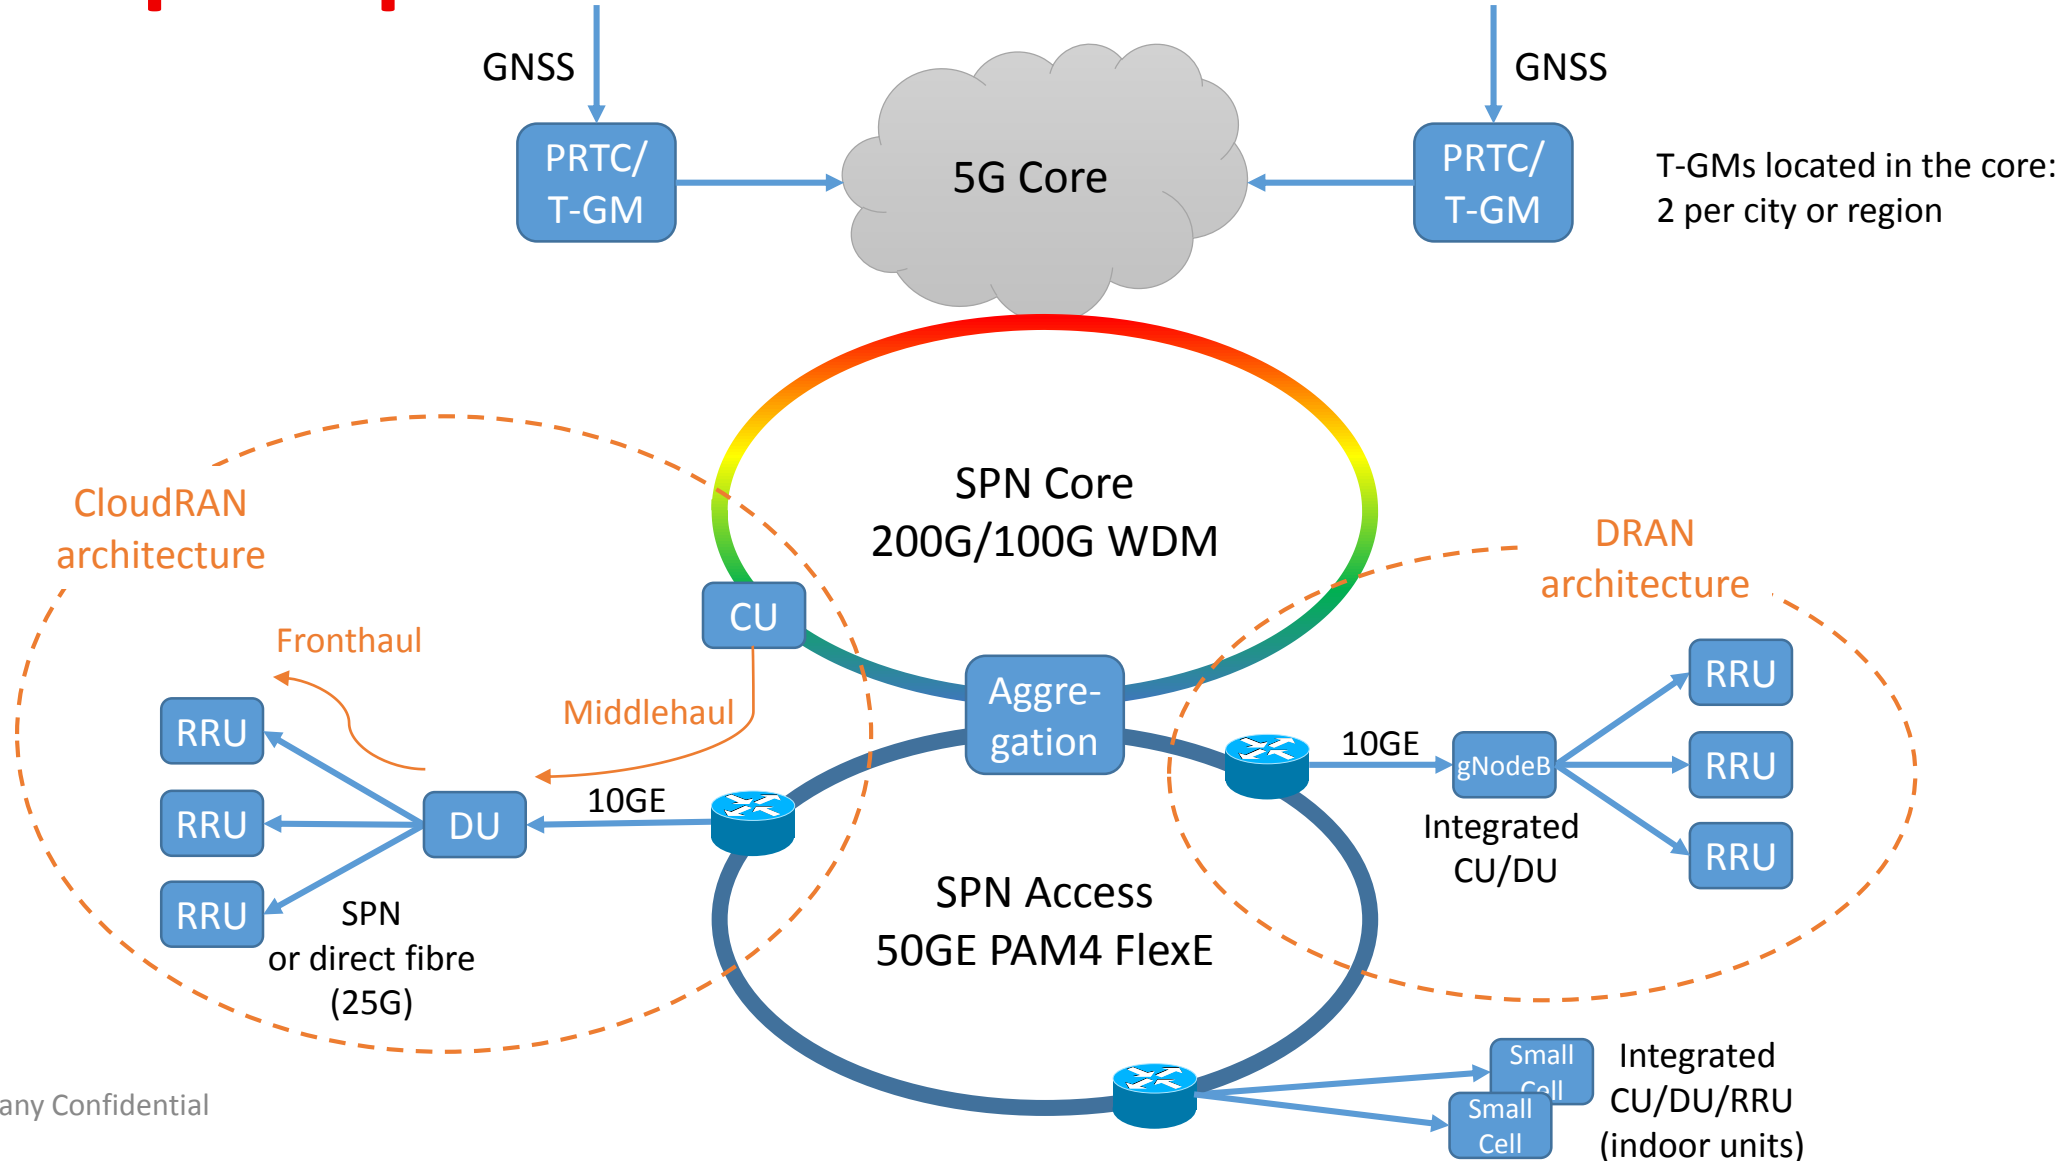 GNSS
GNSS
PRTC/
T-GM
5G Core
PRTC/
T-GM
T-GMs located in the core:
2 per city or region
SPN Core
200G/100G WDM
CloudRAN
architecture
DRAN
architecture
CU
Fronthaul
Middlehaul
Aggre-
gation
RRU
RRU
RRU
DU
10GE
SPN
or direct fibre
(25G)
10GE
gNodeB
Integrated
CU/DU
RRU
RRU
RRU
SPN Access
50GE PAM4 FlexE
Small
Cell
Small
Cell
Integrated
CU/DU/RRU
(indoor units)
any Confidential